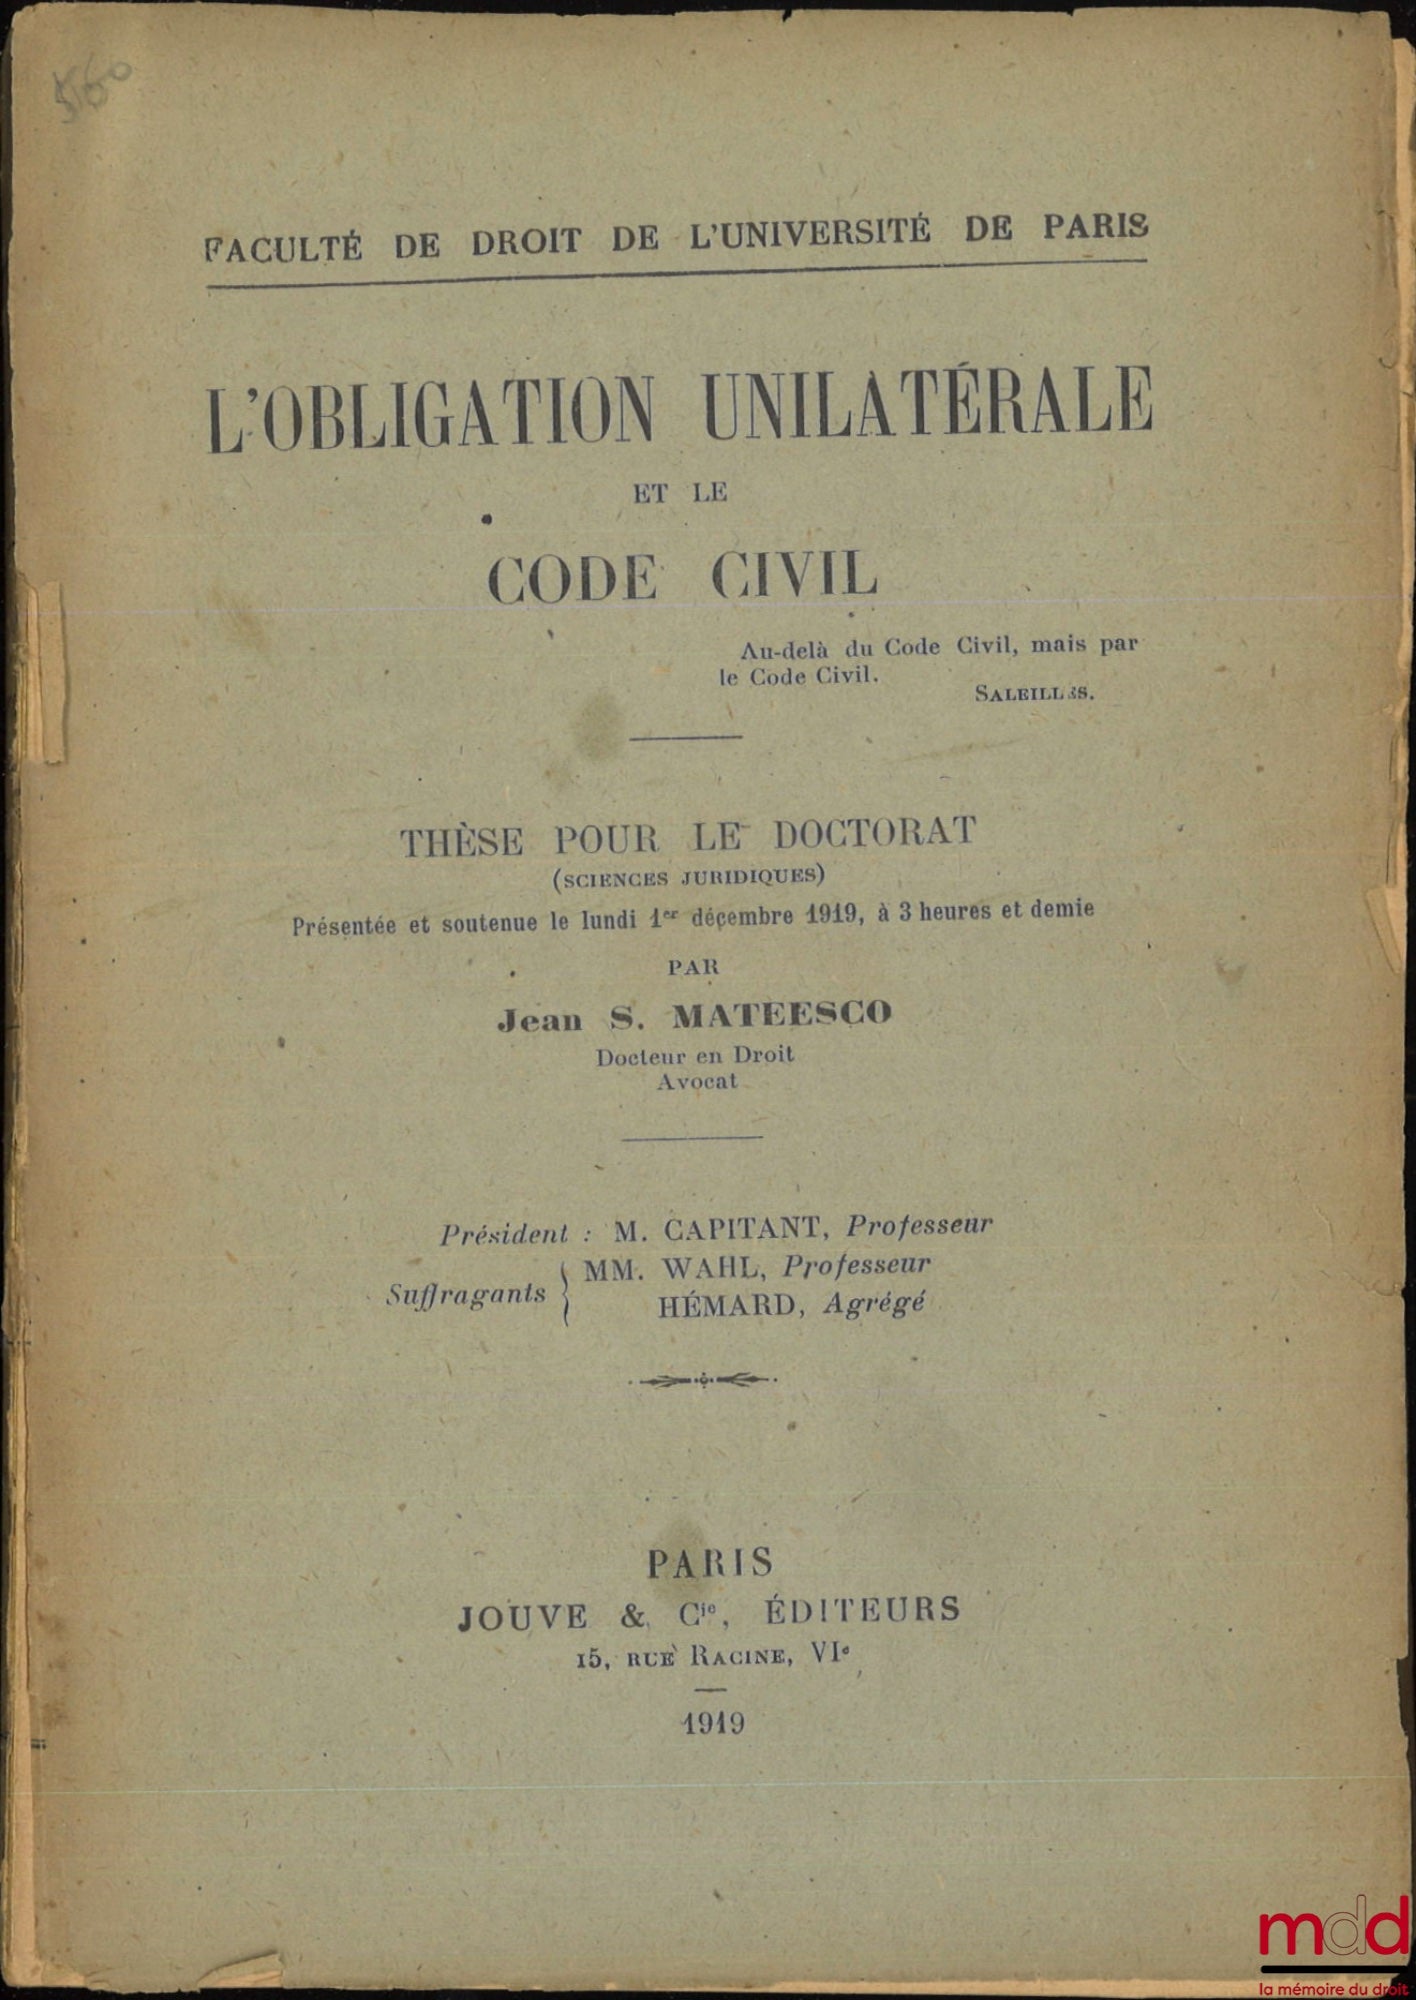 FACULTÉ DE DROIT DE L'UNIVERSITÉ DE PARIS
L'OBLIGATION UNILATÉRALE
ET LE
CODE CIVIL
Au-delà du Code Civil, mais par
le Code Civil.
SALEILLES.
THÈSE POUR LE DOCTORAT
(SCIENCES JURIDIQUES)
Présentée et soutenue le lundi 1er décembre 1919, à 3 heures et demie
PAR
Jean S. MATEESCO
Docteur en Droit
Avocat
Président : M. CAPITANT, Professeur
MM. WAHL, Professeur
Suffragants {
HÉMARD, Agrégé
PARIS
JOUVE & Cie, ÉDITEURS
15, RUE RACINE, VIe
1919
mdd
la mémoire du droit